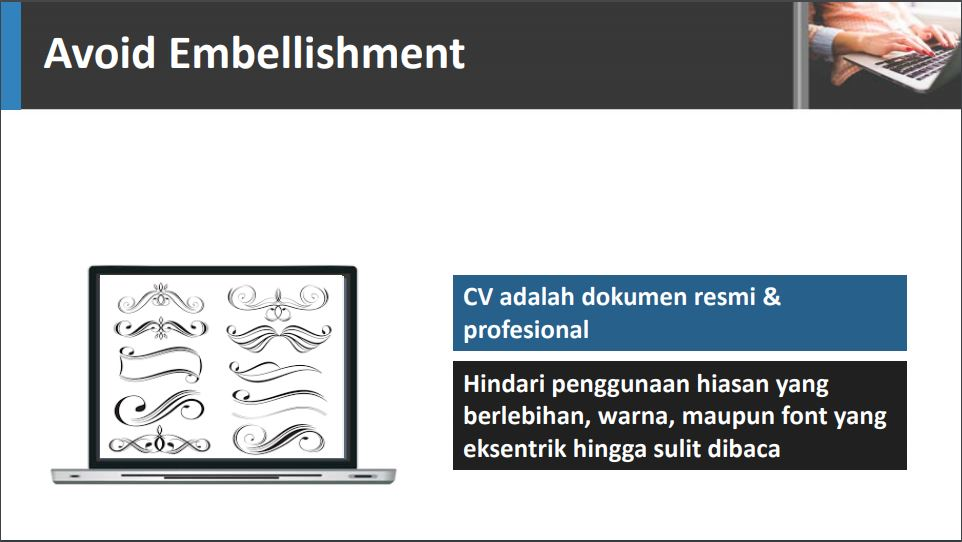 Avoid Embellishment
CV adalah dokumen resmi &
profesional
Hindari penggunaan hiasan yang
berlebihan, warna, maupun font yang
eksentrik hingga sulit dibaca